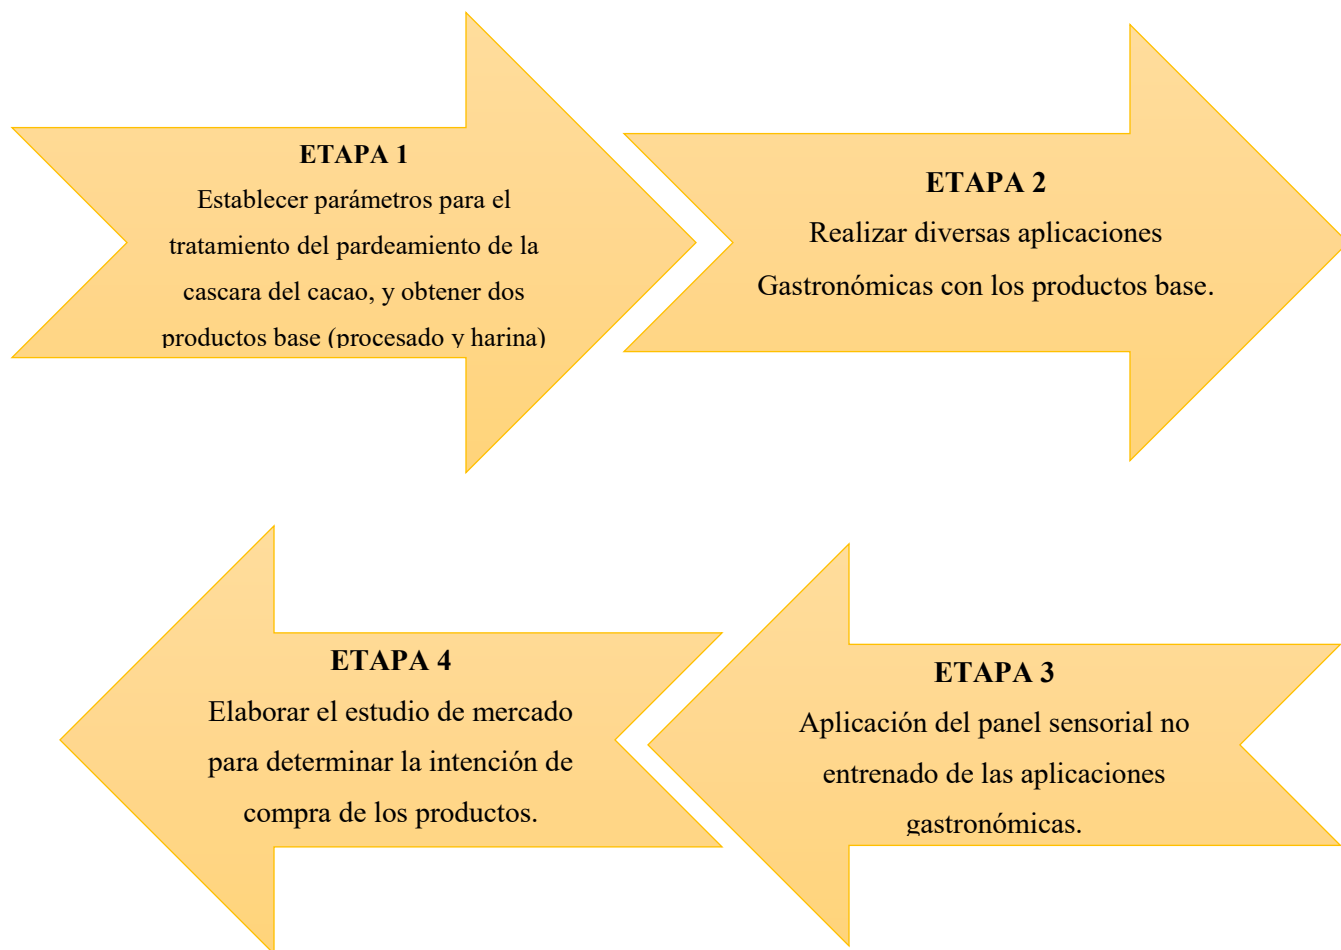 ETAPA 1
Establecer parámetros para el
tratamiento del pardeamiento de la
cascara del cacao, y obtener dos
productos base (procesado y harina)
ETAPA 2
Realizar diversas aplicaciones
Gastronómicas con los productos base.
ETAPA 3
Aplicación del panel sensorial no
entrenado de las aplicaciones
gastronómicas.
ETAPA 4
Elaborar el estudio de mercado
para determinar la intención de
compra de los productos.